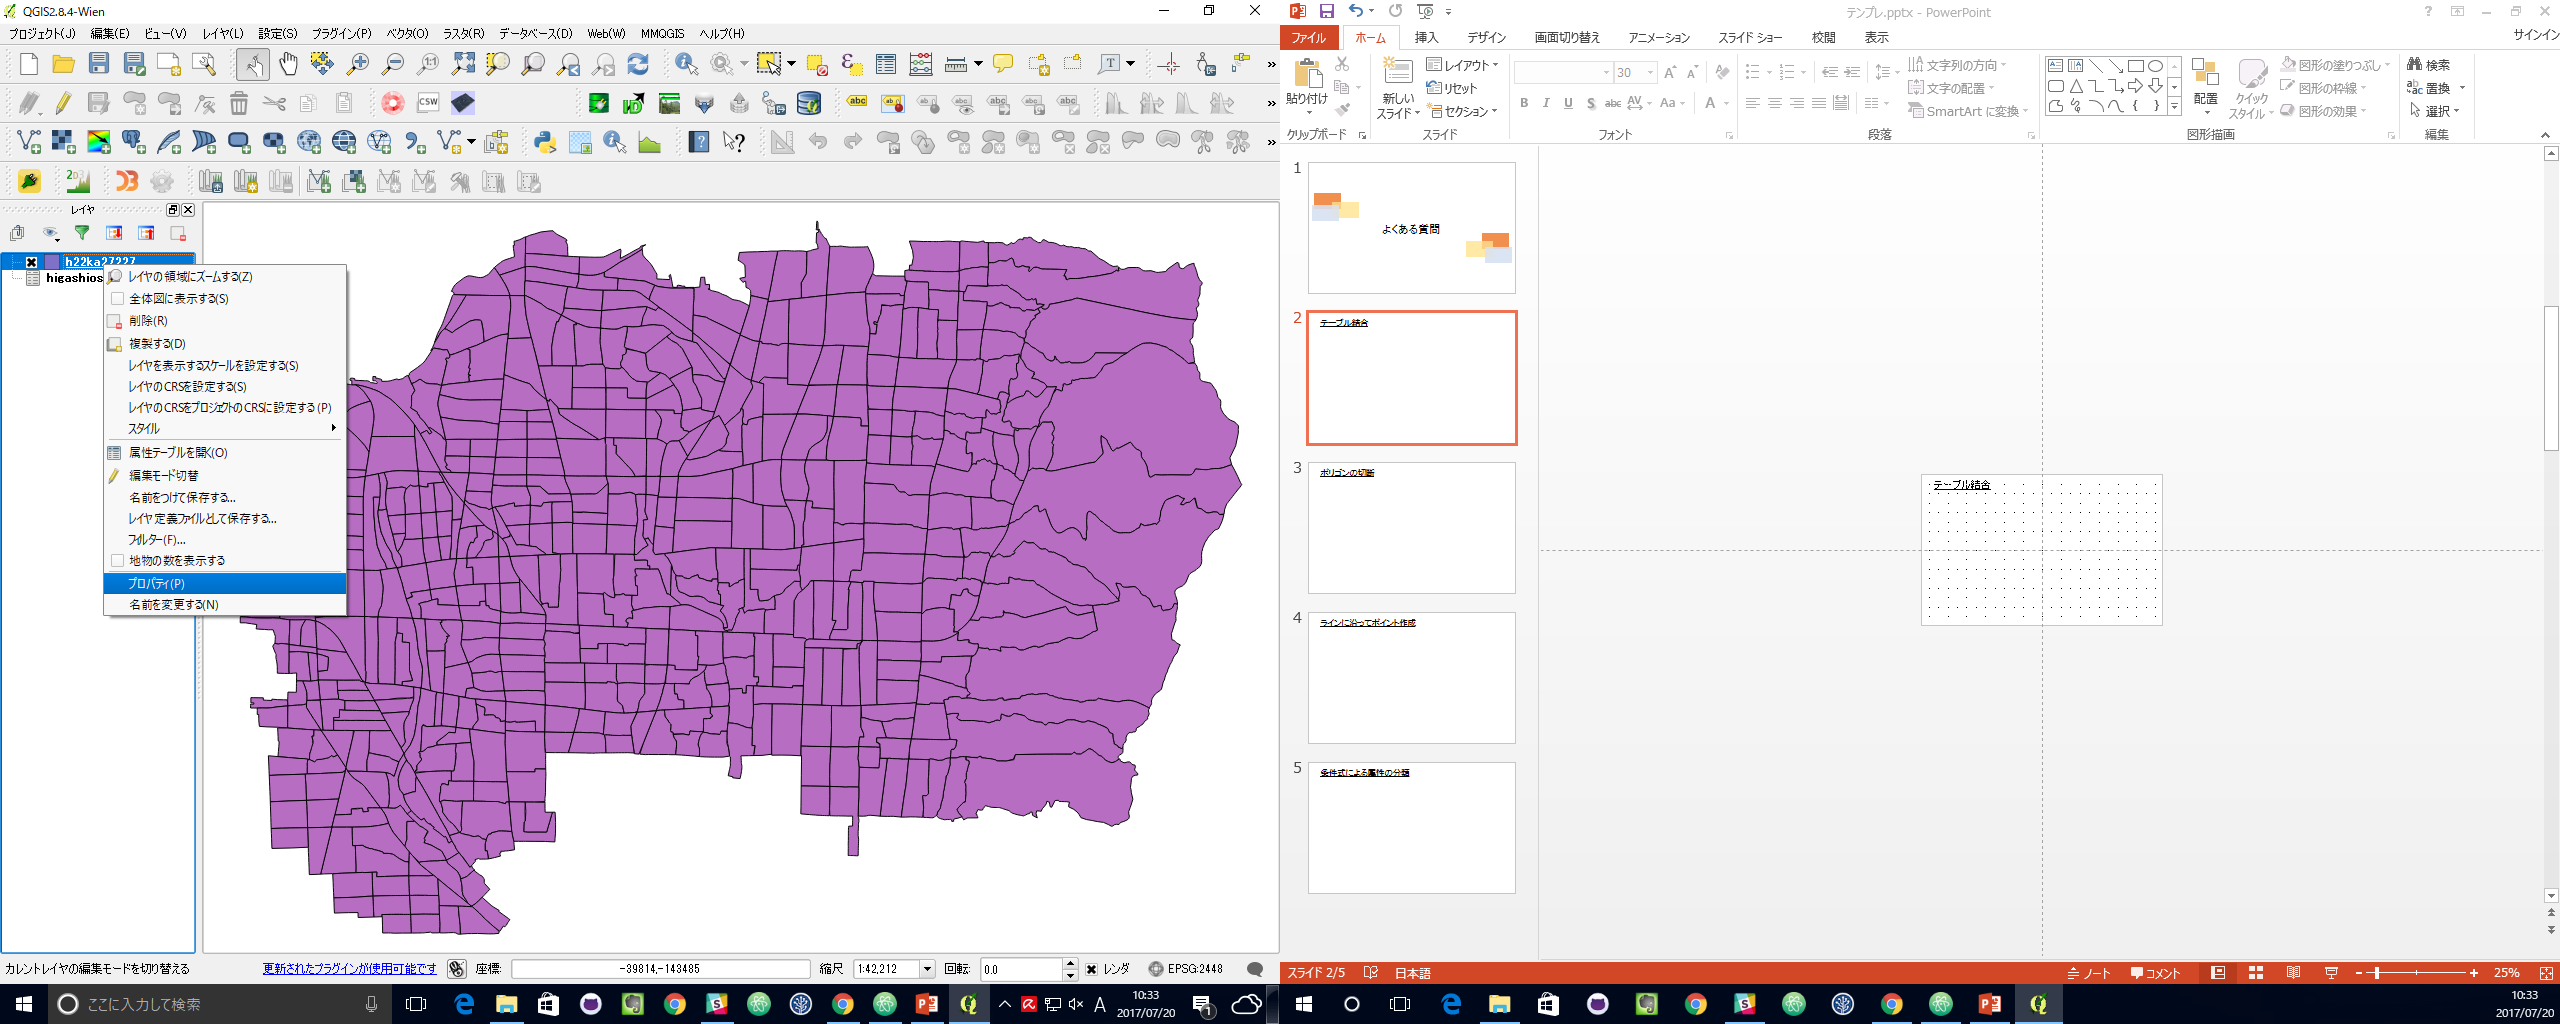 QGIS2.8.4-Wien
プロジェクト(J) 編集(E) ビュー(V) レイヤ(L) 設定(S) プラグイン(P) ベクタ(O) ラスタ(R) データベース(D) Web(W) MMQGIS ヘルプ(H)
レイヤ
h22ka27227
higashios
レイヤの領域にズームする(Z)
全体図に表示する(S)
削除(R)
複製する(D)
レイヤを表示するスケールを設定する(S)
レイヤのCRSを設定する(S)
レイヤのCRSをプロジェクトのCRSに設定する(P)
スタイル
属性テーブルを開く(O)
編集モード切替
名前をつけて保存する...
レイヤ定義ファイルとして保存する...
フィルター(F)...
地物の数を表示する
プロパティ(P)
名前を変更する(N)
カレントレイヤの編集モードを切り替える 更新されたプラグインが使用可能です 座標: -39814,-143485 縮尺 1:42,212 回転: 0.0 レンダ EPSG:2448
ここに入力して検索
A
10:33
2017/07/20
1
テンプレ.pptx - PowerPoint
ファイル ホーム 挿入 デザイン 画面切り替え アニメーション スライド ショー 校閲 表示 サインイン
貼り付け
新しい
スライド
レイアウト
リセット
セクション
30
文字列の方向
文字の配置
SmartArt に変換
配置
クイック
スタイル
図形の塗りつぶし
図形の枠線
図形の効果
検索
置換
選択
クリップボード スライド フォント 段落 図形描画 編集
1
よくある質問
2
テーブル結合
3
ポリゴンの切断
4
ラインに沿ってポイント作成
5
条件式による属性の分類
テーブル結合
スライド 2/5 日本語 ノート コメント 25%
10:33
2017/07/20